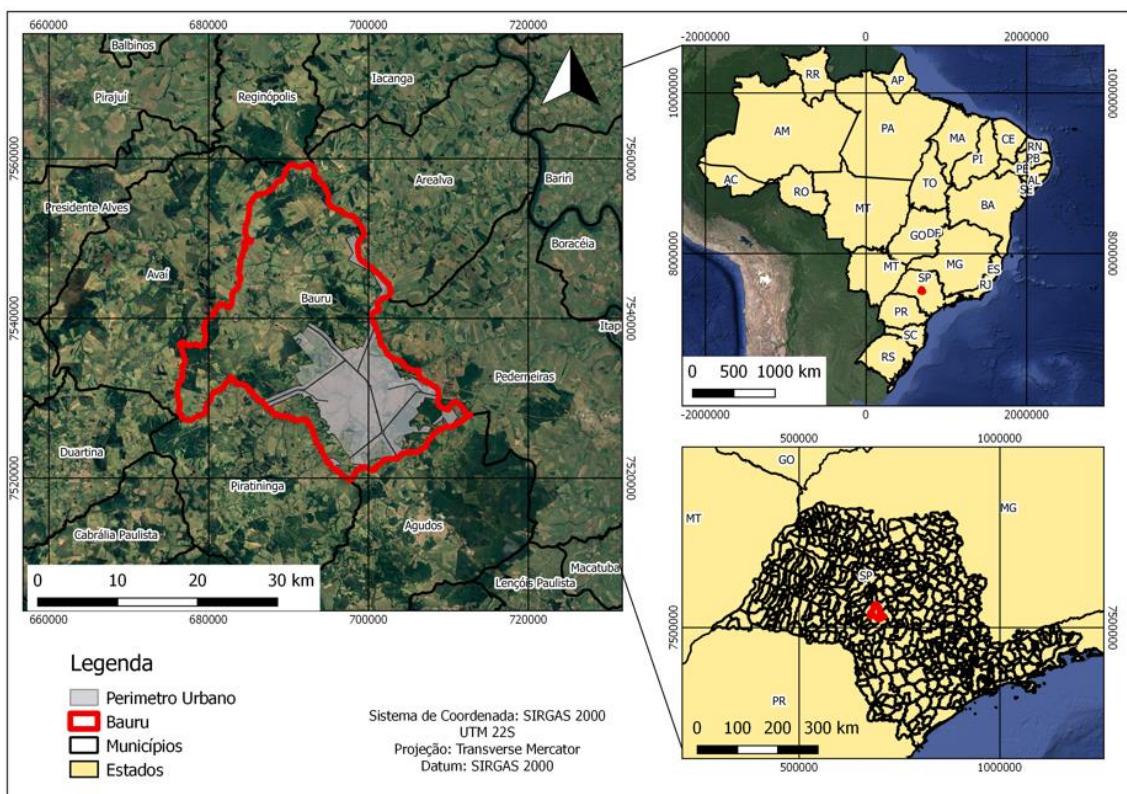 660000 680000 700000 720000
Balbinos
Pirajuí
Reginópolis
Iacanga
7560000
7560000
Arealva
Bariri
Presidente Alves
Avaí
Boracéia
Bauru
7540000
7540000
Itap
Pederneiras
Duartina
7520000
7520000
Piratininga
Agudos
Cabrália Paulista
Macatuba
Lençóis Paulista
0 10 20 30 km
660000 680000 700000 720000
Legenda
Perimetro Urbano
Bauru
Municípios
Estados
Sistema de Coordenada: SIRGAS 2000
UTM 22S
Projeção: Transverse Mercator
Datum: SIRGAS 2000
-2000000 0 2000000
RR
AP
10000000
10000000
AM
PA
MA
CE
RN
PB
PI
PE
AL
SE
AC
RO
TO
BA
MT
GO
DF
8000000
8000000
MT
MG
ES
SP
RJ
PR
SC
RS
0 500 1000 km
-2000000 0 2000000
500000 1000000
GO
MT
MG
SP
7500000
7500000
PR
0 100 200 300 km
500000 1000000